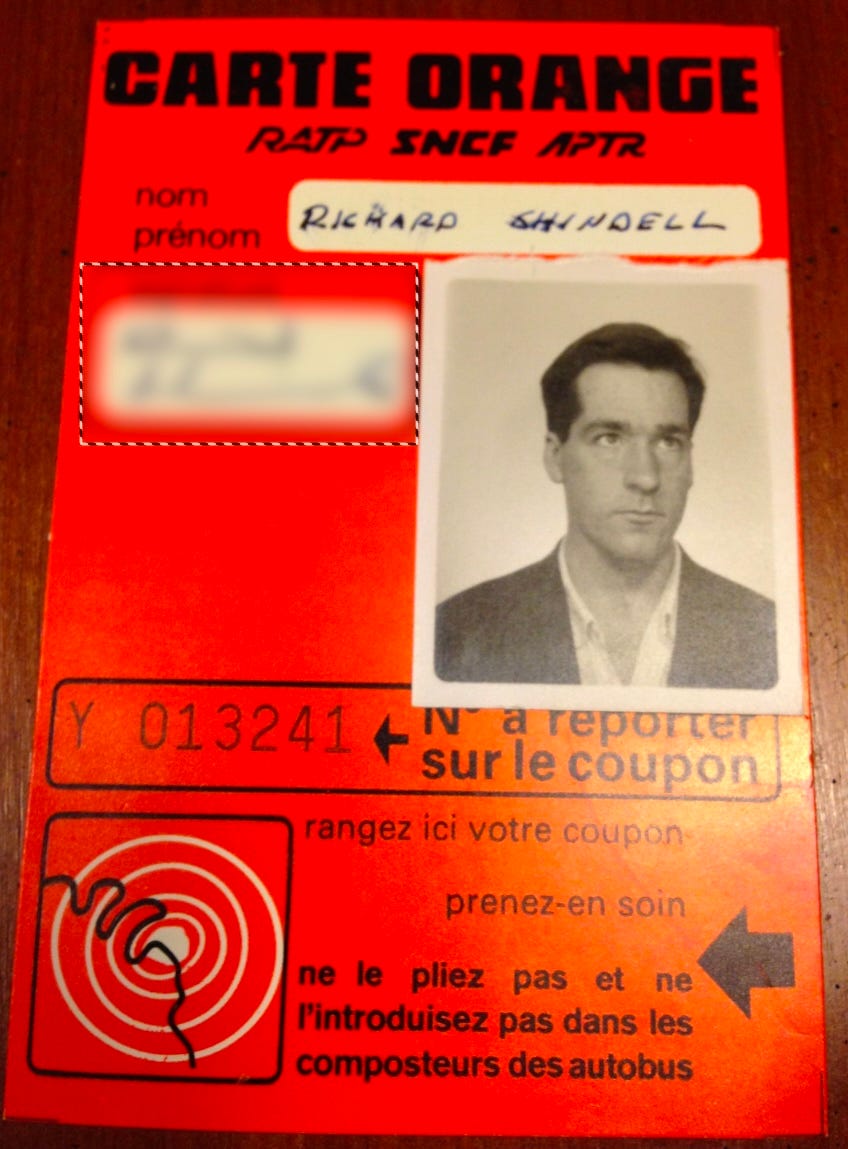 CARTE ORANGE
RATP SNCF APTR
nom
prénom
RICHARD SHINDELL
Y 013241
N° à reporter
sur le coupon
rangez ici votre coupon
prenez-en soin
ne le pliez pas et ne
l'introduisez pas dans les
composteurs des autobus